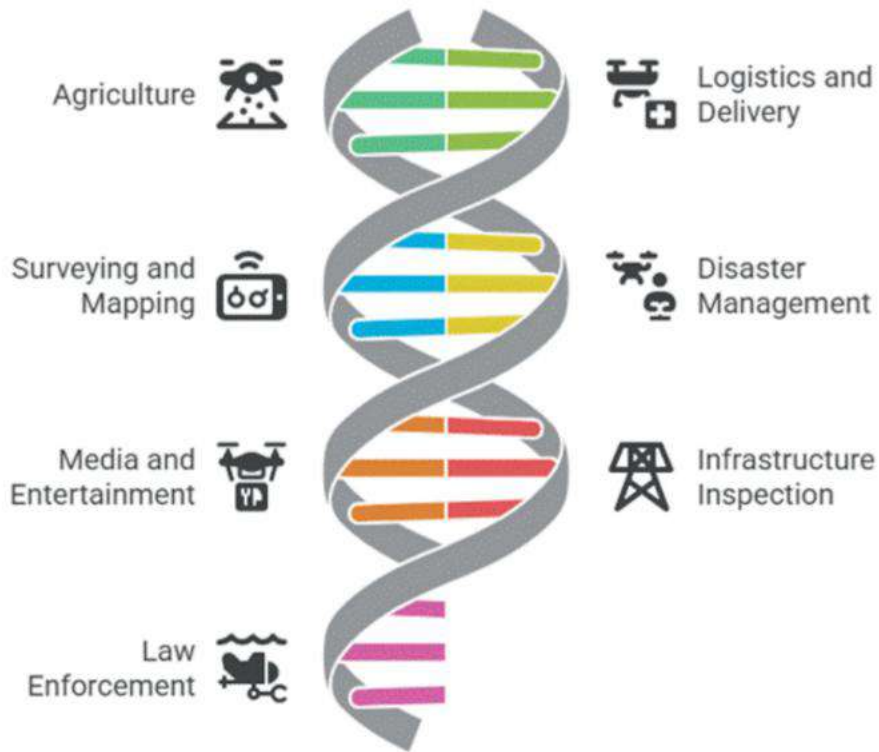 Agriculture
Logistics and
Delivery
Surveying and
Mapping
Disaster
Management
Media and
Entertainment
Infrastructure
Inspection
Law
Enforcement